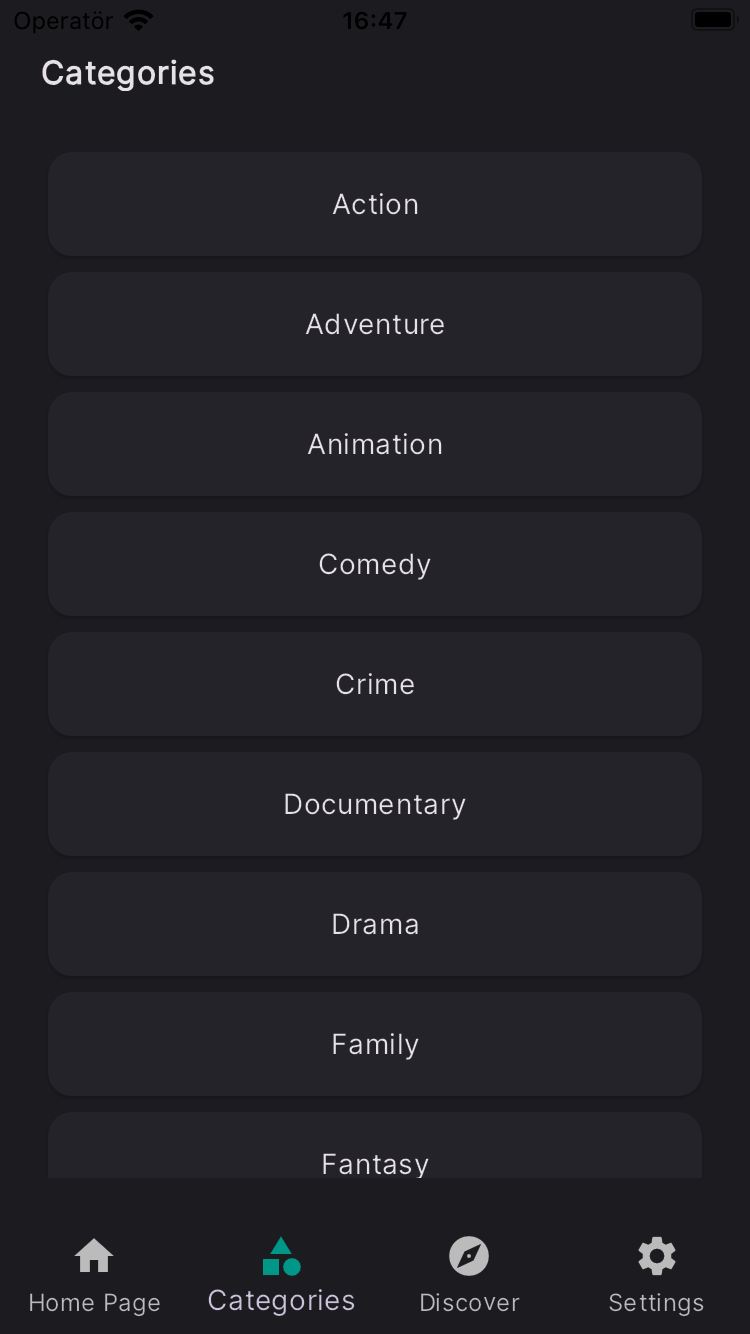 Operatör 16:47
Categories
Action
Adventure
Animation
Comedy
Crime
Documentary
Drama
Family
Fantasy
Home Page Categories Discover Settings